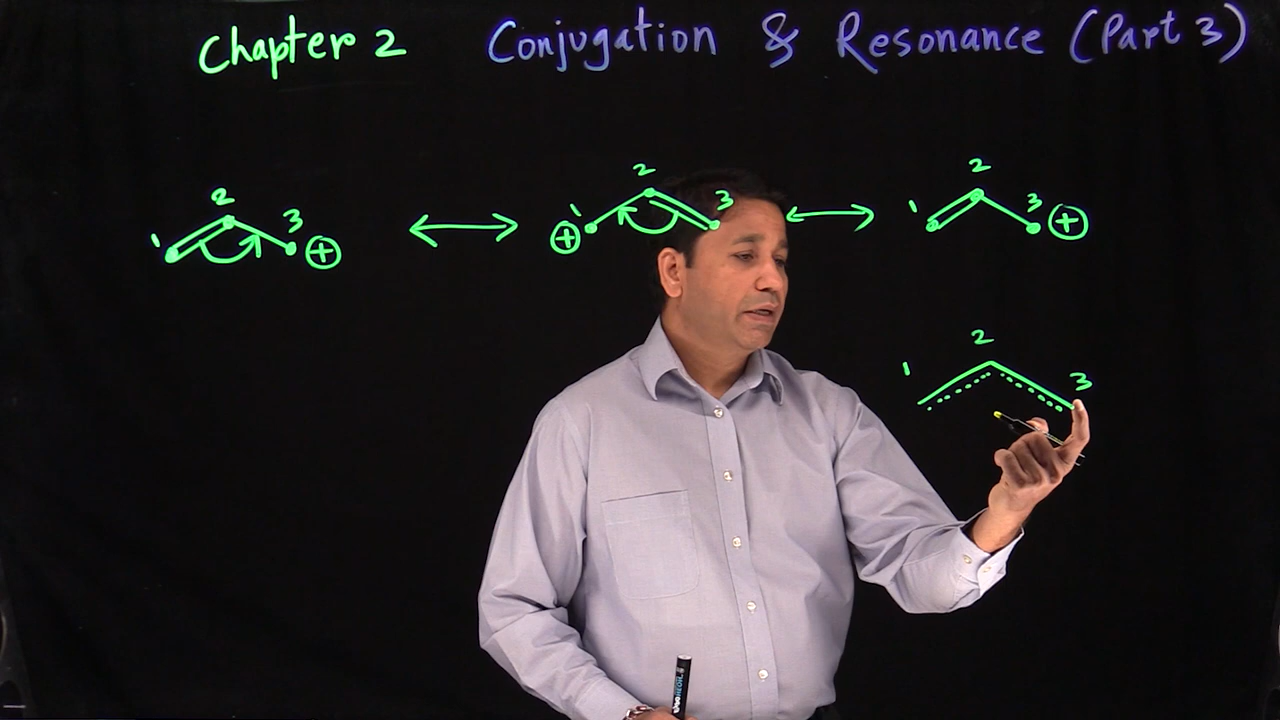 Chapter 2 Conjugation & Resonance (Part 3)
1 2 3 + 1 2 3 + 1 2 3 +
1 2 3